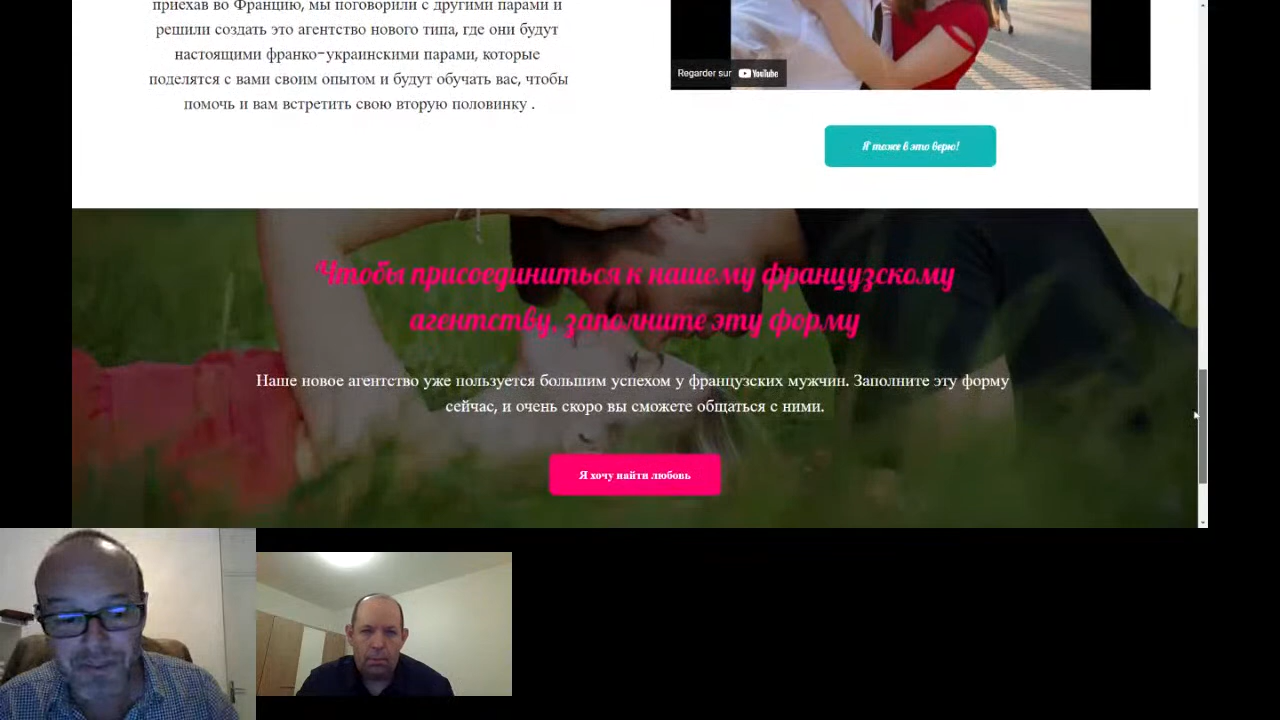 приехав во Францию, мы поговорили с другими парами и
решили создать это агентство нового типа, где они будут
настоящими франко-украинскими парами, которые
поделятся с вами своим опытом и будут обучать вас, чтобы
помочь и вам встретить свою вторую половинку .
Regarder sur YouTube
Я тоже в это верю!
Чтобы присоединиться к нашему французскому
агентству, заполните эту форму
Наше новое агентство уже пользуется большим успехом у французских мужчин. Заполните эту форму
сейчас, и очень скоро вы сможете общаться с ними.
Я хочу найти любовь